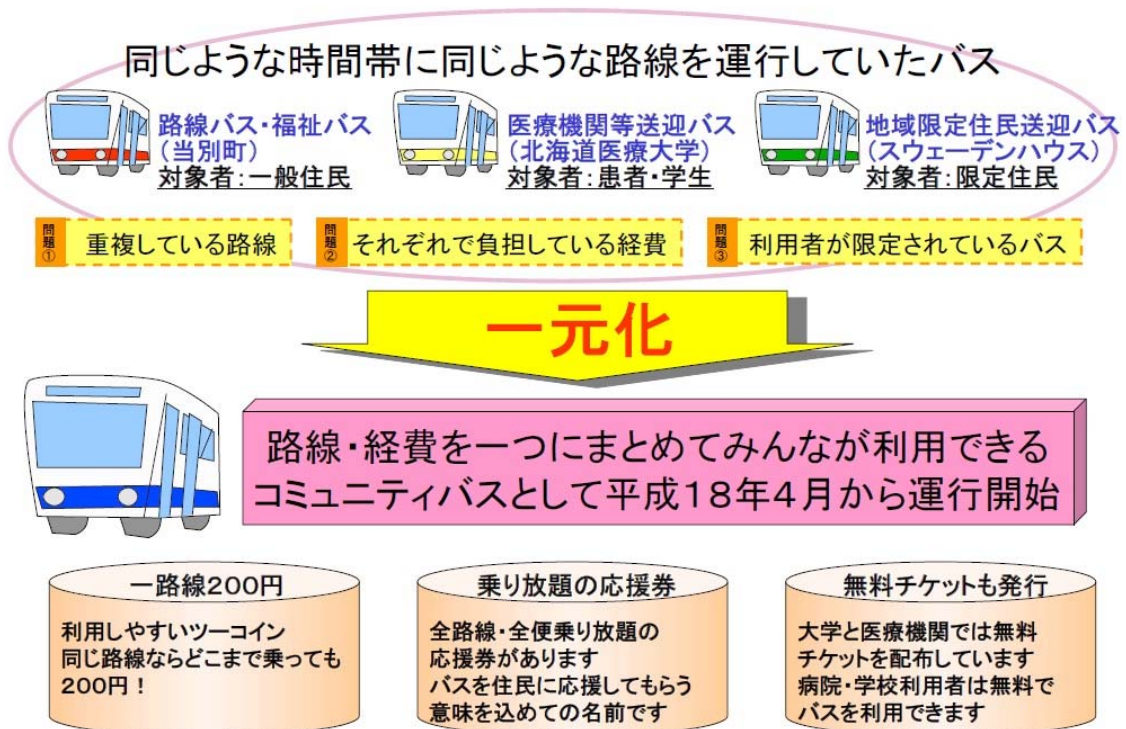 同じような時間帯に同じような路線を運行していたバス
路線バス・福祉バス
(当別町)
対象者：一般住民
医療機関等送迎バス
(北海道医療大学)
対象者：患者・学生
地域限定住民送迎バス
(スウェーデンハウス)
対象者：限定住民
問題①
重複している路線
問題②
それぞれで負担している経費
問題③
利用者が限定されているバス
一元化
路線・経費を一つにまとめてみんなが利用できる
コミュニティバスとして平成１８年４月から運行開始
一路線２００円
利用しやすいツーコイン
同じ路線ならどこまで乗っても
２００円！
乗り放題の応援券
全路線・全便乗り放題の
応援券があります
バスを住民に応援してもらう
意味を込めての名前です
無料チケットも発行
大学と医療機関では無料
チケットを配布しています
病院・学校利用者は無料で
バスを利用できます